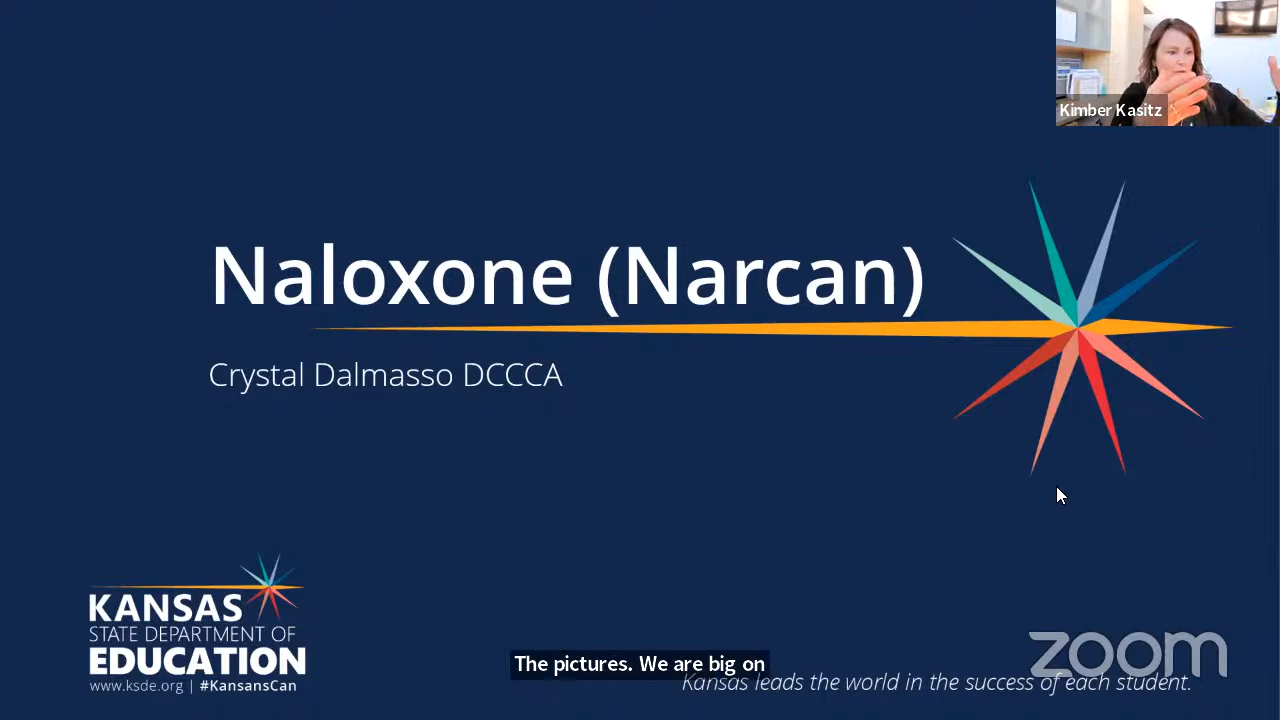 Kimber Kasitz
Naloxone (Narcan)
Crystal Dalmasso DCCCA
KANSAS
STATE DEPARTMENT OF
EDUCATION
www.ksde.org | #KansansCan
The pictures. We are big on
zoom
Kansas leads the world in the success of each student.